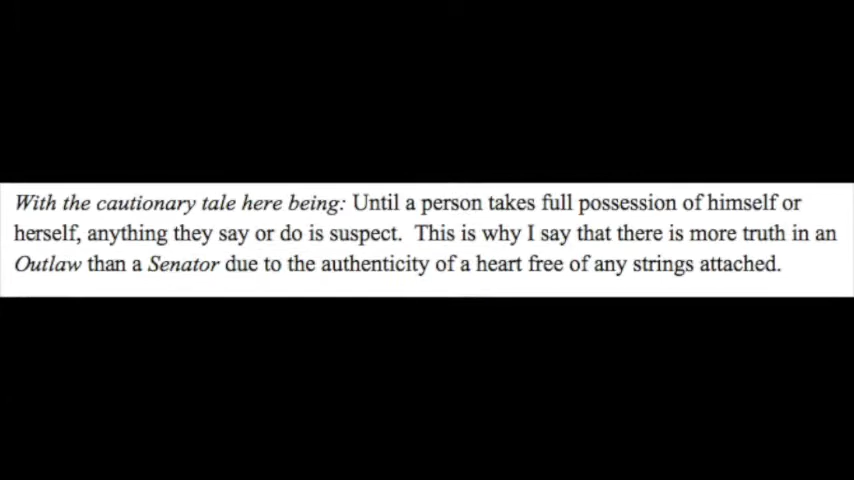 With the cautionary tale here being: Until a person takes full possession of himself or
herself, anything they say or do is suspect.  This is why I say that there is more truth in an
Outlaw than a Senator due to the authenticity of a heart free of any strings attached.